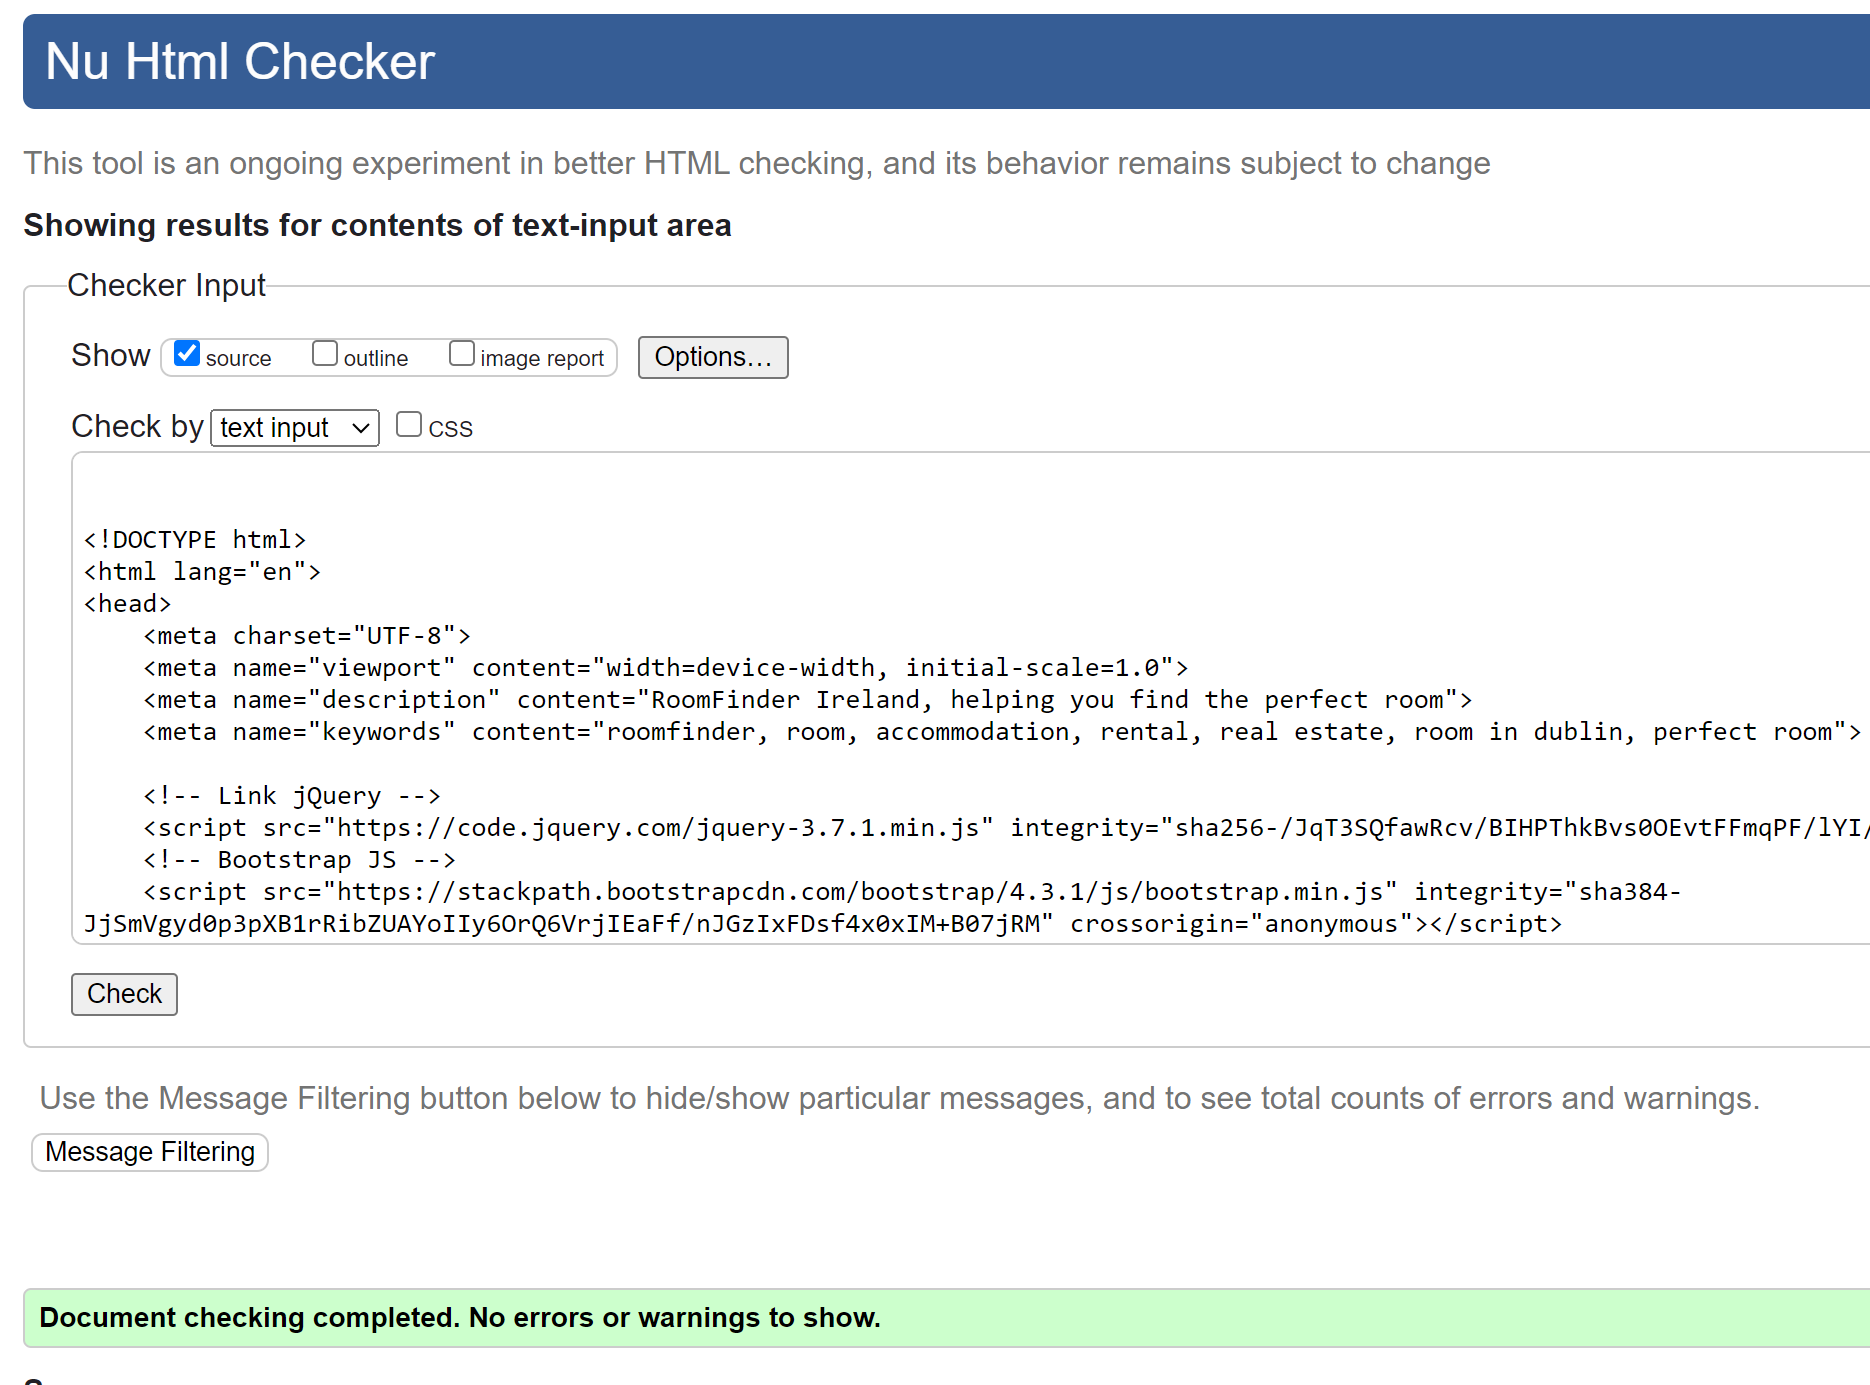 Nu Html Checker
This tool is an ongoing experiment in better HTML checking, and its behavior remains subject to change
Showing results for contents of text-input area
Checker Input
Show source outline image report Options...
Check by text input CSS
<!DOCTYPE html>
<html lang="en">
<head>
    <meta charset="UTF-8">
    <meta name="viewport" content="width=device-width, initial-scale=1.0">
    <meta name="description" content="RoomFinder Ireland, helping you find the perfect room">
    <meta name="keywords" content="roomfinder, room, accommodation, rental, real estate, room in dublin, perfect room">
    <!-- Link jQuery -->
    <script src="https://code.jquery.com/jquery-3.7.1.min.js" integrity="sha256-/JqT3SQfawRcv/BIHPThkBvs0OEvtFFmqPF/lYI/
    <!-- Bootstrap JS -->
    <script src="https://stackpath.bootstrapcdn.com/bootstrap/4.3.1/js/bootstrap.min.js" integrity="sha384-
JjSmVgyd0p3pXB1rRibZUAYoIIy6OrQ6VrjIEaFf/nJGzIxFDsf4x0xIM+B07jRM" crossorigin="anonymous"></script>
Check
Use the Message Filtering button below to hide/show particular messages, and to see total counts of errors and warnings.
Message Filtering
Document checking completed. No errors or warnings to show.